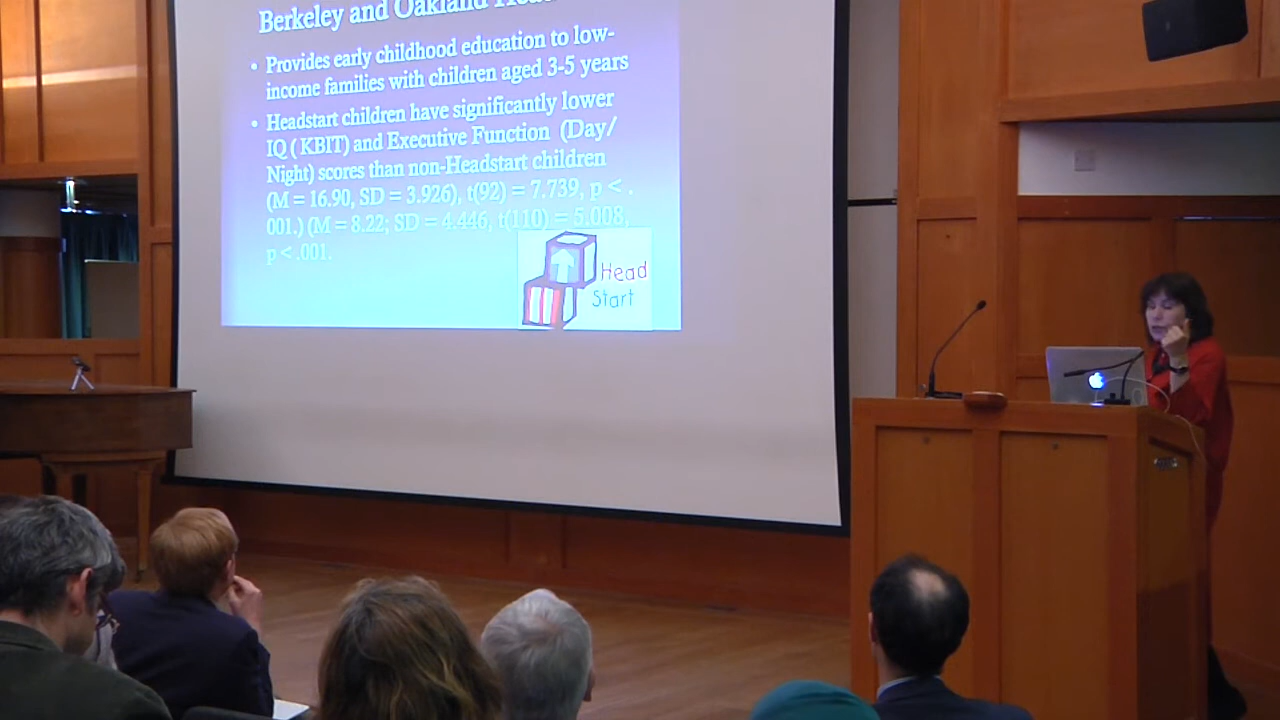 Berkeley and Oakland
• Provides early childhood education to low-
income families with children aged 3-5 years
• Headstart children have significantly lower
IQ ( KBIT) and Executive Function (Day/
Night) scores than non-Headstart children
(M = 16.90, SD = 3.926), t(92) = 7.739, p < .
001.) (M = 8.22; SD = 4.446, t(110) = 5.008,
p < .001.
Head
Start